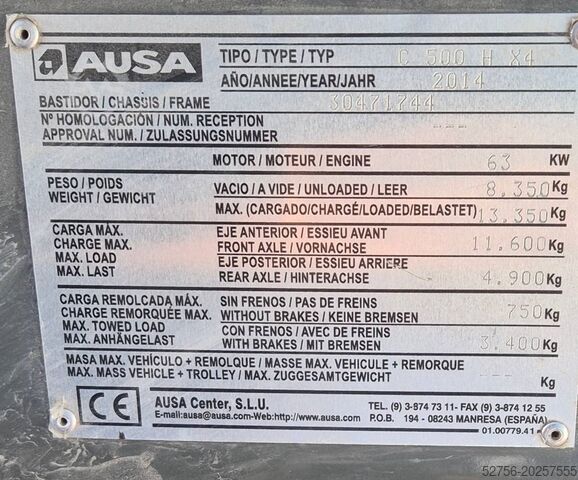 AUSA
TIPO / TYPE / TYP C 500 H X4
AÑO/ANNEE/YEAR/JAHR 2014
BASTIDOR / CHASSIS / FRAME 30471744
Nº HOMOLOGACIÓN / NUM. RECEPTION
APPROVAL NUM. / ZULASSUNGSNUMMER ---
MOTOR / MOTEUR / ENGINE 63 KW
PESO / POIDS
WEIGHT / GEWICHT
VACIO / A VIDE / UNLOADED / LEER 8.350 Kg
MAX. (CARGADO/CHARGÉ/LOADED/BELASTET) 13.350 Kg
CARGA MÁX.
CHARGE MAX.
MAX. LOAD
MAX. LAST
EJE ANTERIOR / ESSIEU AVANT
FRONT AXLE / VORNACHSE 11.600 Kg
EJE POSTERIOR / ESSIEU ARRIERE
REAR AXLE / HINTERACHSE 4.900 Kg
CARGA REMOLCADA MÁX.
CHARGE REMORQUÉE MAX.
MAX. TOWED LOAD
MAX. ANHÄNGELAST
SIN FRENOS / PAS DE FREINS
WITHOUT BRAKES / KEINE BREMSEN 750 Kg
CON FRENOS / AVEC DE FREINS
WITH BRAKES / MIT BREMSEN 3.400 Kg
MASA MAX. VEHÍCULO + REMOLQUE / MASSE MAX. VEHICULE + REMORQUE
MAX. MASS VEHICLE + TROLLEY / MAX. ZUGGESAMTGEWICHT --- Kg
CE
AUSA Center, S.L.U.
E-mail:ausa@ausa.com-Web:http://www.ausa.com
TEL. (9) 3-874 73 11- FAX (9) 3-874 12 55
P.O.B. 194 - 08243 MANRESA (ESPAÑA)
01.00779.41
52756-20257555